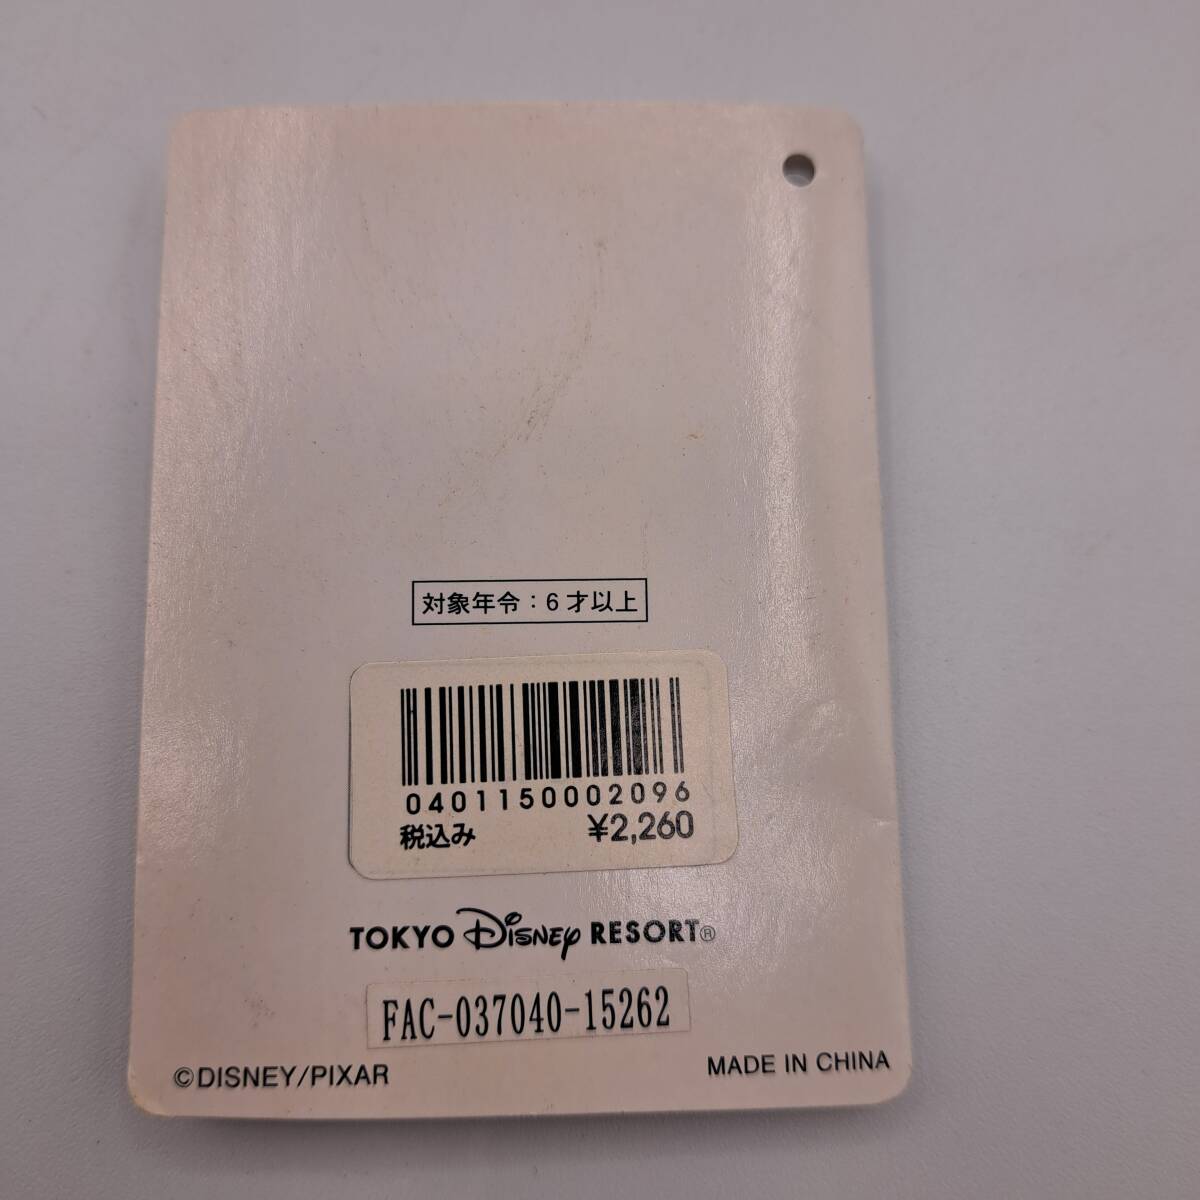 対象年令：6才以上
0401150002096
税込み ¥2,260
TOKYO Disney RESORT®
FAC-037040-15262
©DISNEY/PIXAR MADE IN CHINA